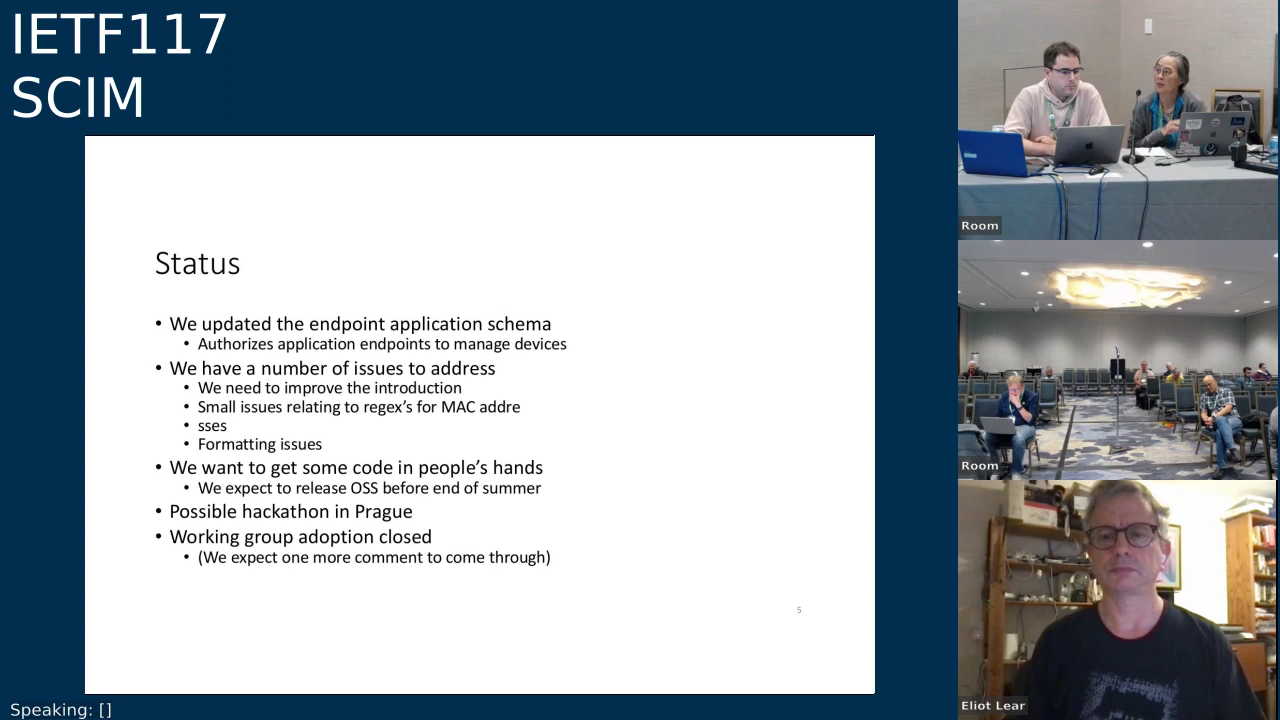 IETF117
SCIM
Status
• We updated the endpoint application schema
• Authorizes application endpoints to manage devices
• We have a number of issues to address
• We need to improve the introduction
• Small issues relating to regex’s for MAC addre
• sses
• Formatting issues
• We want to get some code in people’s hands
• We expect to release OSS before end of summer
• Possible hackathon in Prague
• Working group adoption closed
• (We expect one more comment to come through)
5
Room
Room
Eliot Lear
Speaking: []